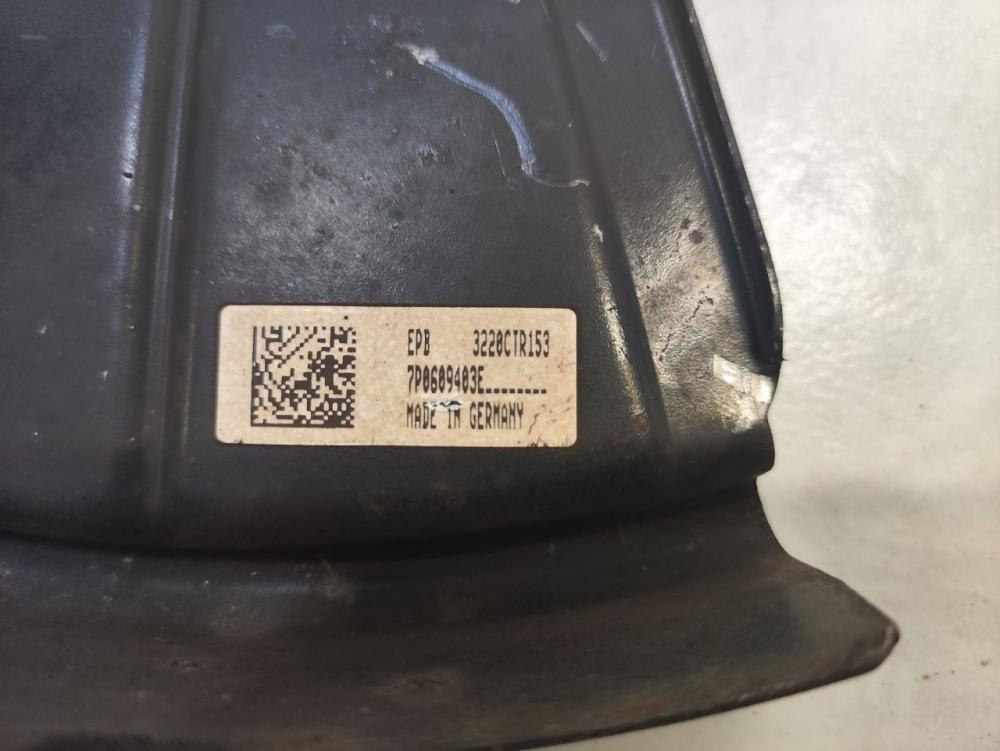 EPB 3220CTR153
7P0609403E........
MADE IN GERMANY